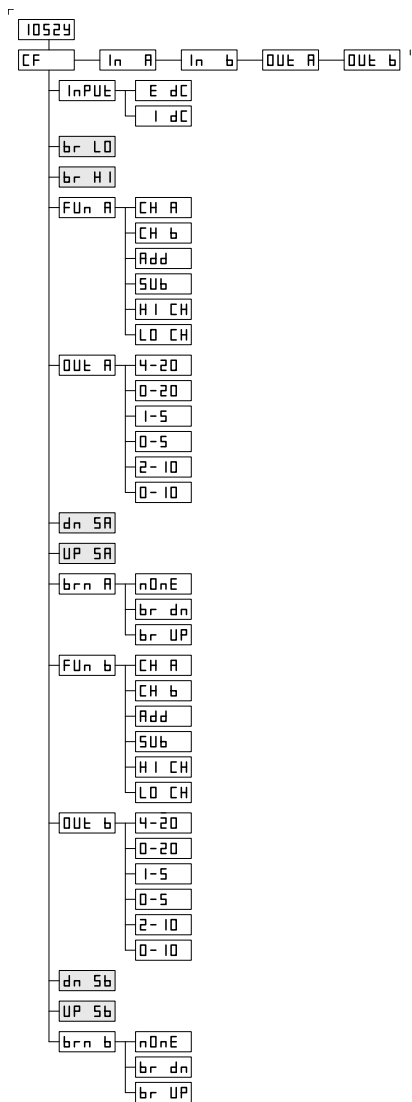 10524
CF In A In b OUt A OUt b
InPUt E dC
I dC
br LO
br HI
FUn A CH A
CH b
Add
SUb
HI CH
LO CH
OUt A 4-20
0-20
1-5
0-5
2-10
0-10
dn SA
UP SA
brn A nOnE
br dn
br UP
FUn b CH A
CH b
Add
SUb
HI CH
LO CH
OUt b 4-20
0-20
1-5
0-5
2-10
0-10
dn Sb
UP Sb
brn b nOnE
br dn
br UP